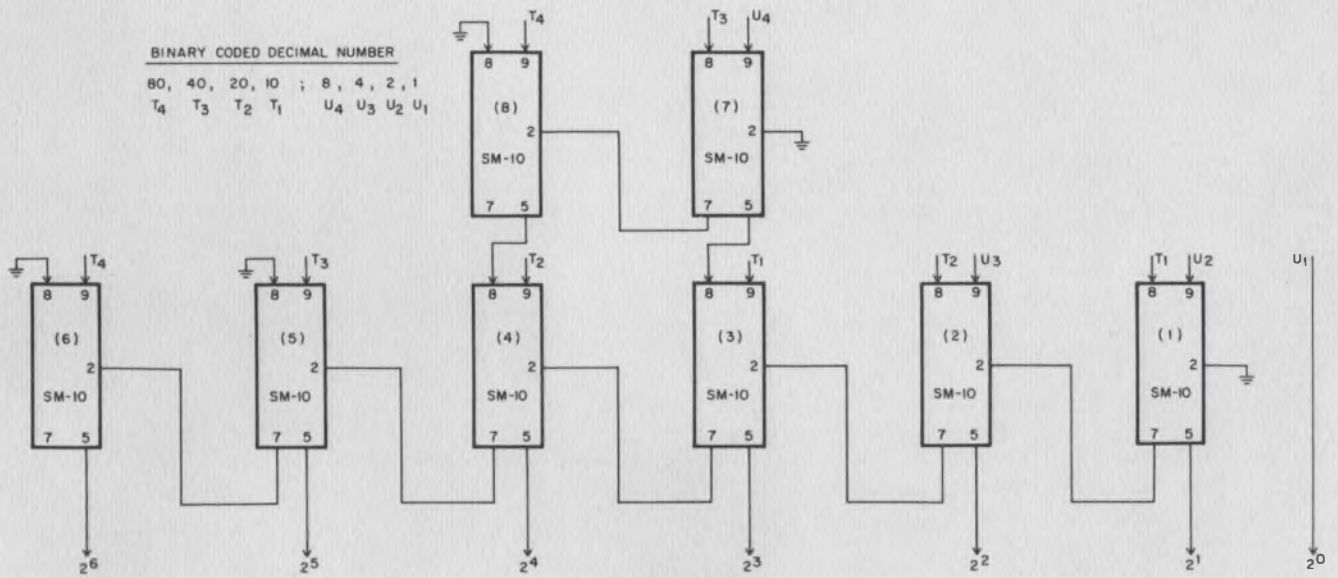 T4 T3 U4
BINARY CODED DECIMAL NUMBER
80, 40, 20, 10 ; 8, 4, 2, 1
T4 T3 T2 T1 U4 U3 U2 U1
8 9 8 9
(8) (7)
2 2
SM-10 SM-10
7 5 7 5
T4 T3 T2 T1 T2 U3 T1 U2 U1
8 9 8 9 8 9 8 9 8 9 8 9
(6) (5) (4) (3) (2) (1)
2 2 2 2 2 2
SM-10 SM-10 SM-10 SM-10 SM-10 SM-10
7 5 7 5 7 5 7 5 7 5 7 5
2^6 2^5 2^4 2^3 2^2 2^1 2^0